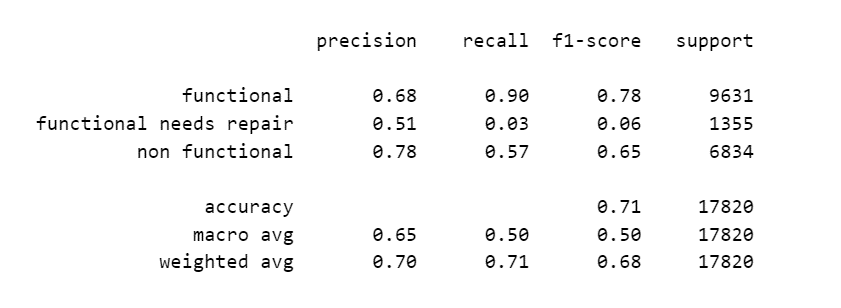 precision recall f1-score support
functional 0.68 0.90 0.78 9631
functional needs repair 0.51 0.03 0.06 1355
non functional 0.78 0.57 0.65 6834
accuracy 0.71 17820
macro avg 0.65 0.50 0.50 17820
weighted avg 0.70 0.71 0.68 17820